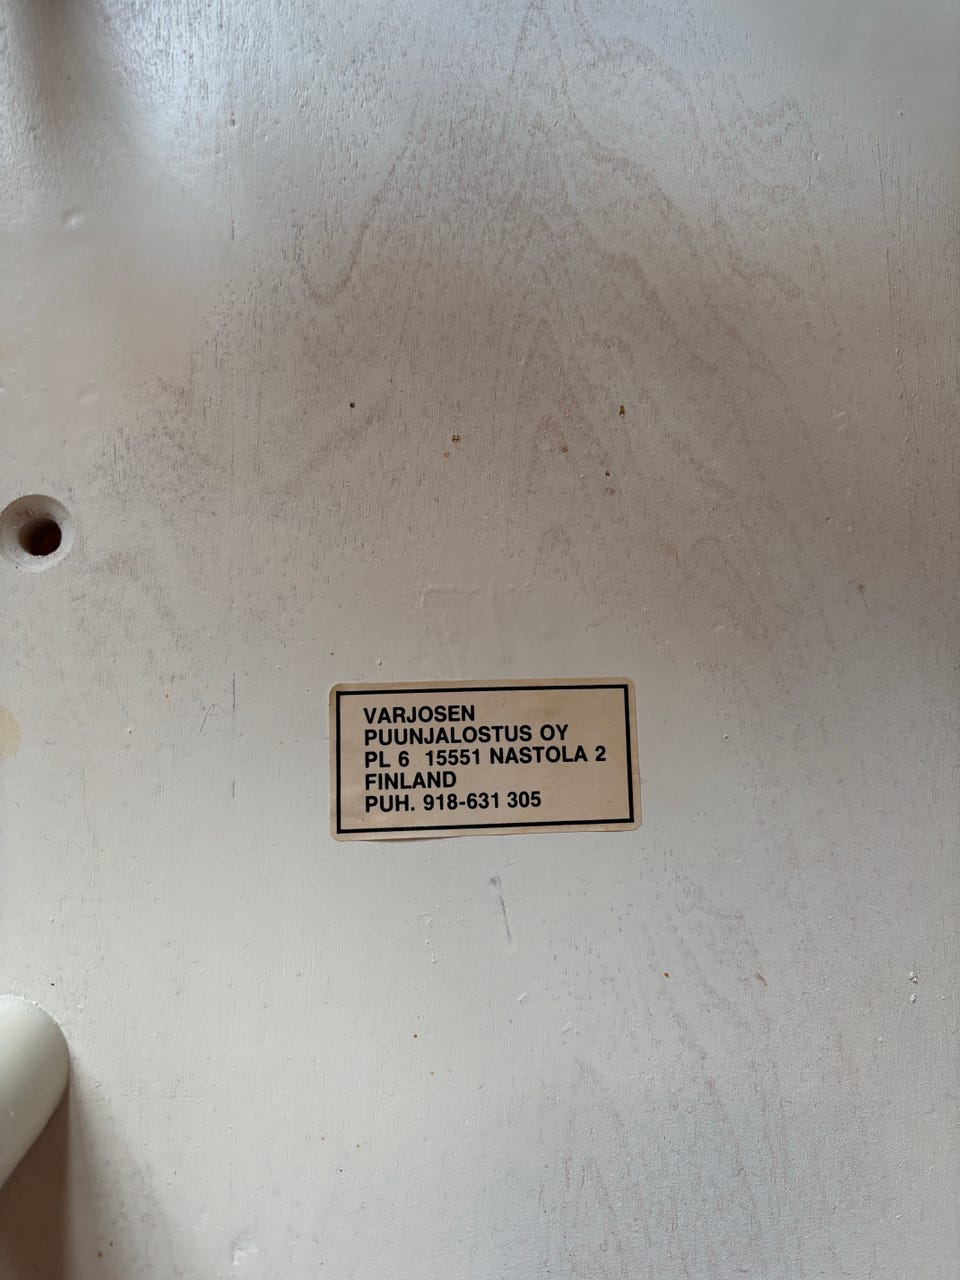 VARJOSEN
PUUNJALOSTUS OY
PL 6 15551 NASTOLA 2
FINLAND
PUH. 918-631 305